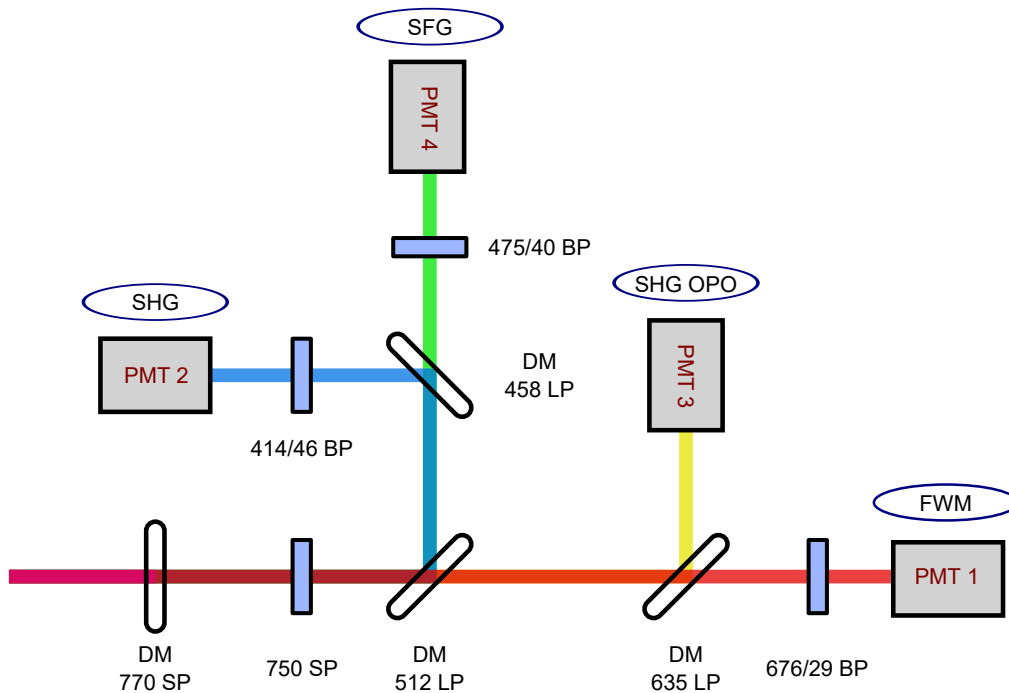 SFG
PMT 4
475/40 BP
SHG OPO
SHG
PMT 3
PMT 2
DM
458 LP
414/46 BP
FWM
PMT 1
DM
770 SP
750 SP
DM
512 LP
DM
635 LP
676/29 BP